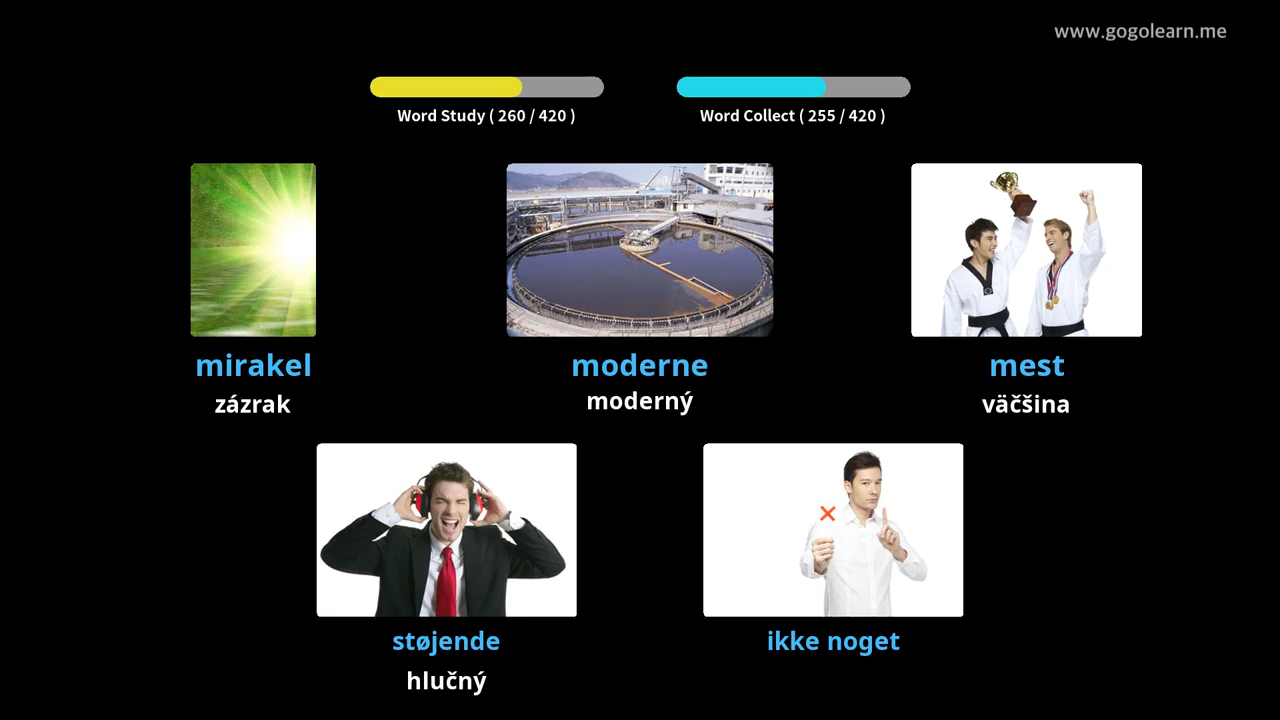 www.gogolearn.me
Word Study ( 260 / 420 )
Word Collect ( 255 / 420 )
mirakel
zázrak
moderne
moderný
mest
väčšina
støjende
hlučný
ikke noget